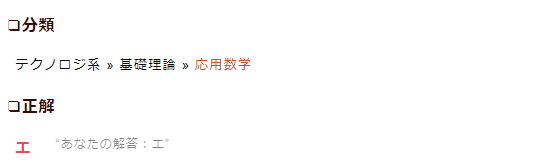 ❏分類
テクノロジ系 » 基礎理論 » 応用数学
❏正解
エ “あなたの解答：エ”